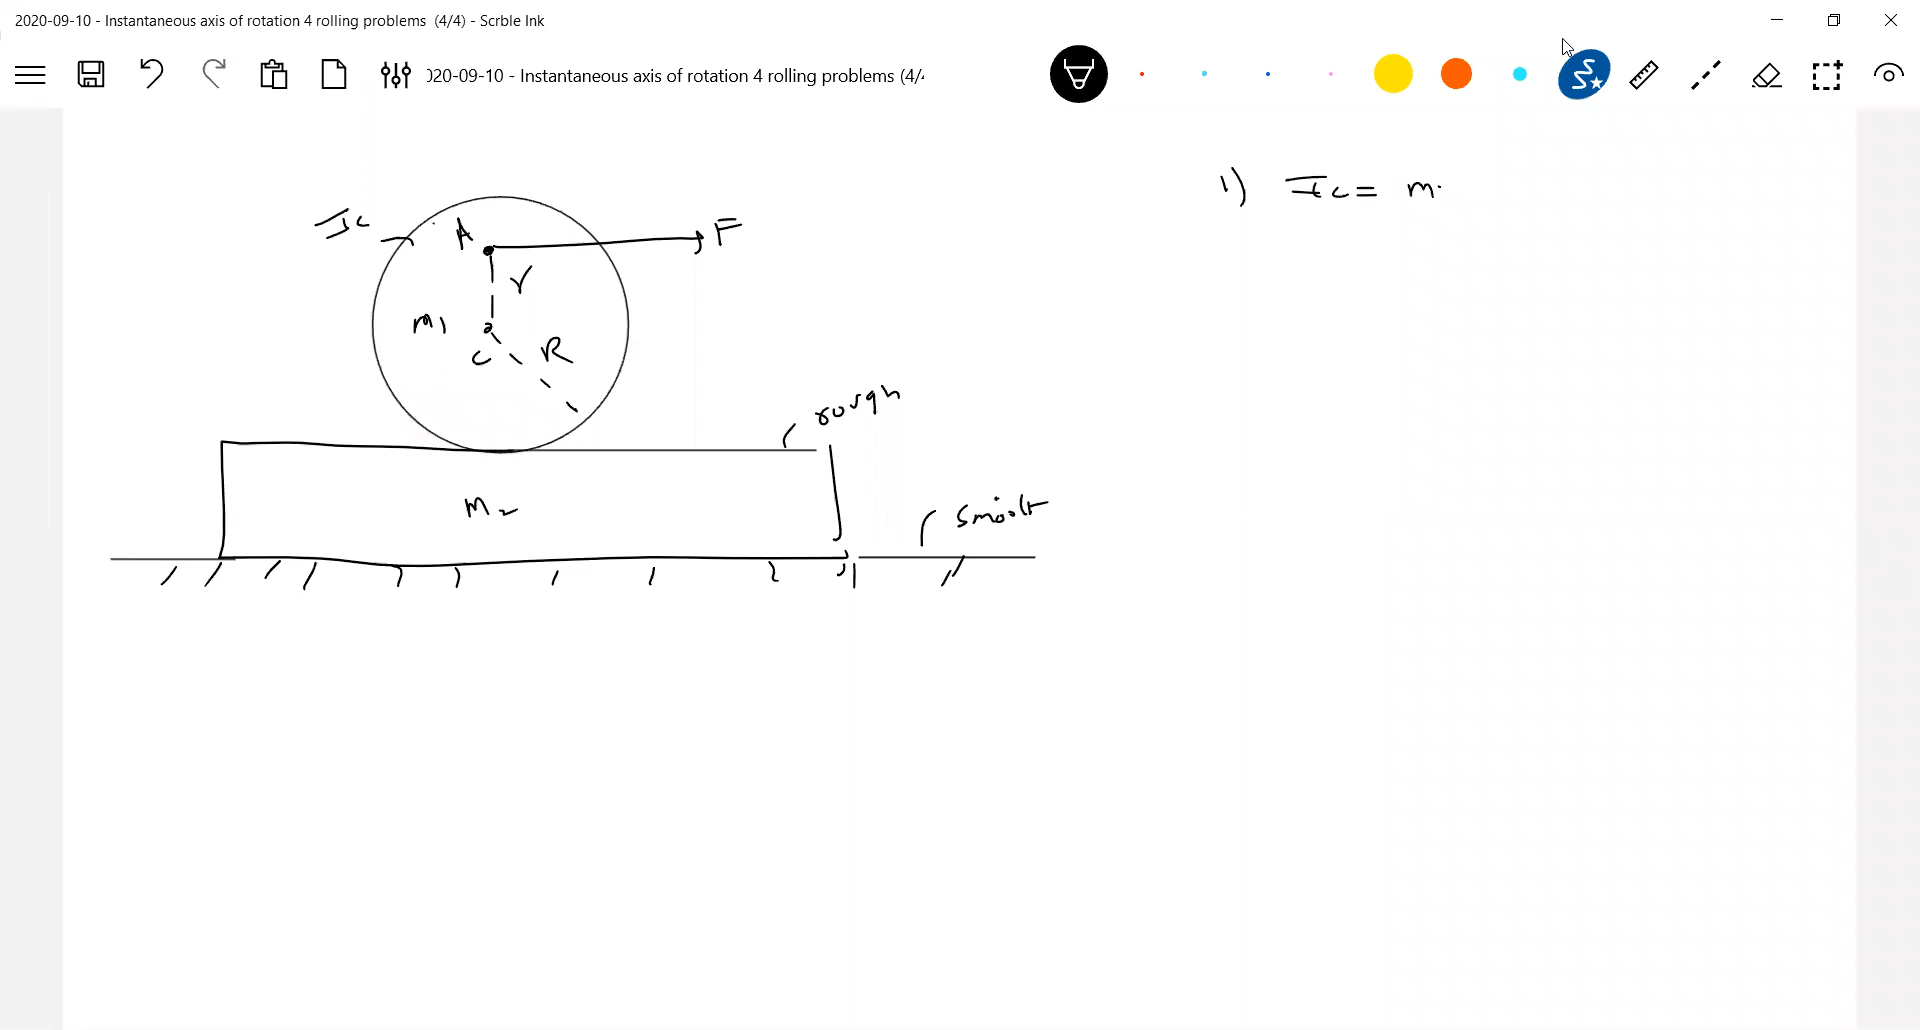 2020-09-10 - Instantaneous axis of rotation 4 rolling problems (4/4) - Scrble Ink
020-09-10 - Instantaneous axis of rotation 4 rolling problems (4/4
1) Ic = m.
Ic
A
F
r
m1
C
R
rough
m2
smooth